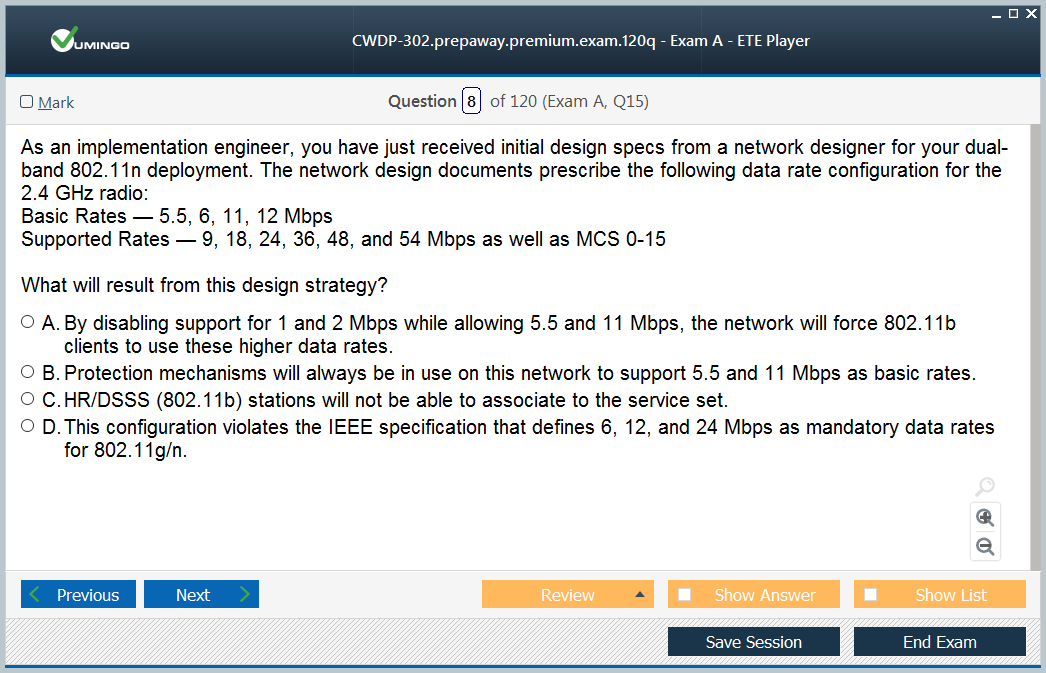 VUMINGO
CWDP-302.prepaway.premium.exam.120q - Exam A - ETE Player
Mark
Question 8 of 120 (Exam A, Q15)
As an implementation engineer, you have just received initial design specs from a network designer for your dual-
band 802.11n deployment. The network design documents prescribe the following data rate configuration for the
2.4 GHz radio:
Basic Rates — 5.5, 6, 11, 12 Mbps
Supported Rates — 9, 18, 24, 36, 48, and 54 Mbps as well as MCS 0-15
What will result from this design strategy?
A. By disabling support for 1 and 2 Mbps while allowing 5.5 and 11 Mbps, the network will force 802.11b
clients to use these higher data rates.
B. Protection mechanisms will always be in use on this network to support 5.5 and 11 Mbps as basic rates.
C. HR/DSSS (802.11b) stations will not be able to associate to the service set.
D. This configuration violates the IEEE specification that defines 6, 12, and 24 Mbps as mandatory data rates
for 802.11g/n.
Previous Next Review Show Answer Show List
Save Session End Exam